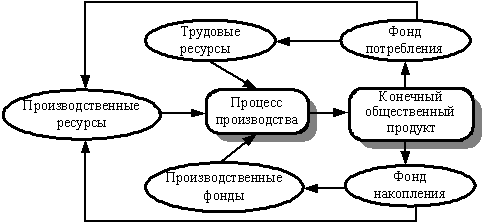 Трудовые
ресурсы
Фонд
потребления
Производственные
ресурсы
Процесс
производства
Конечный
общественный
продукт
Производственные
фонды
Фонд
накопления